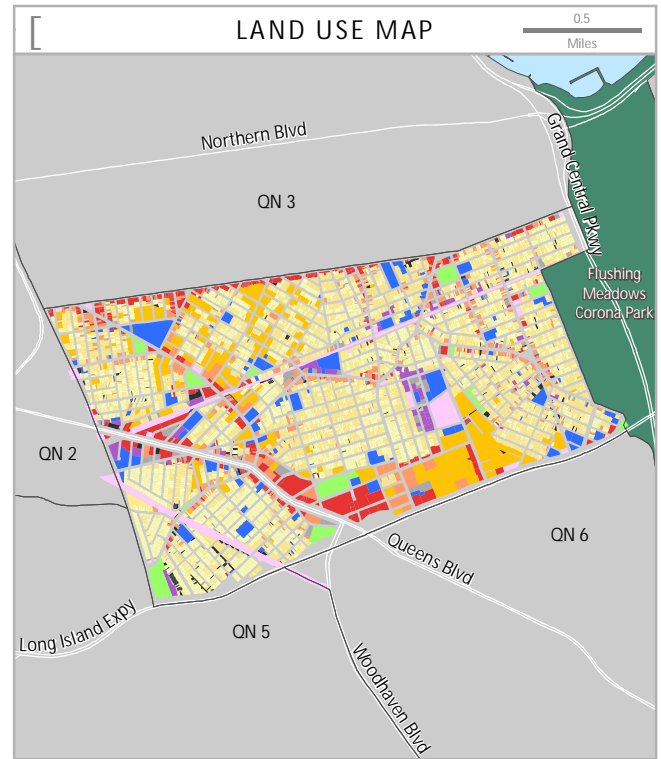 [ LAND USE MAP
0.5
Miles
Northern Blvd
Grand Central Pkwy
QN 3
Flushing
Meadows
Corona Park
QN 2
QN 6
Queens Blvd
Long Island Expy
QN 5
Woodhaven Blvd